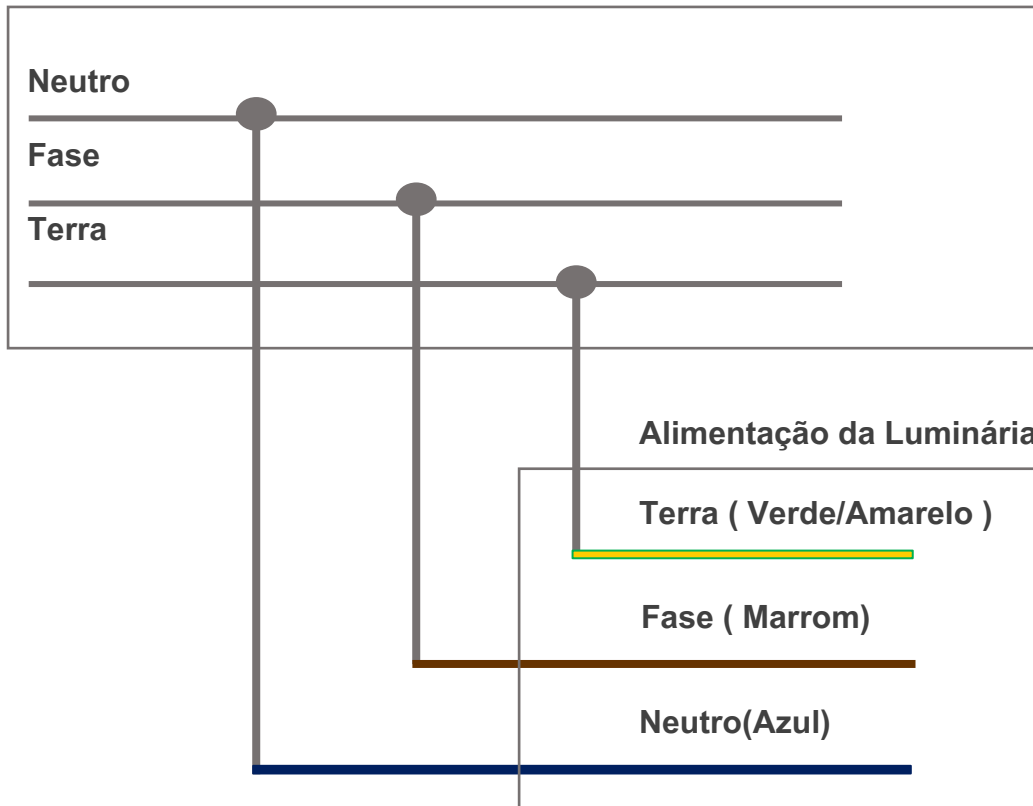 Neutro
Fase
Terra
Alimentação da Luminária
Terra ( Verde/Amarelo )
Fase ( Marrom)
Neutro(Azul)